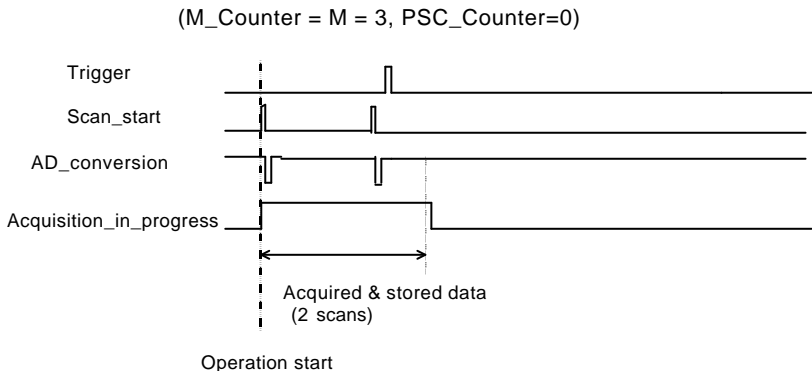 (M_Counter = M = 3, PSC_Counter=0)
Trigger
Scan_start
AD_conversion
Acquisition_in_progress
Acquired & stored data
(2 scans)
Operation start